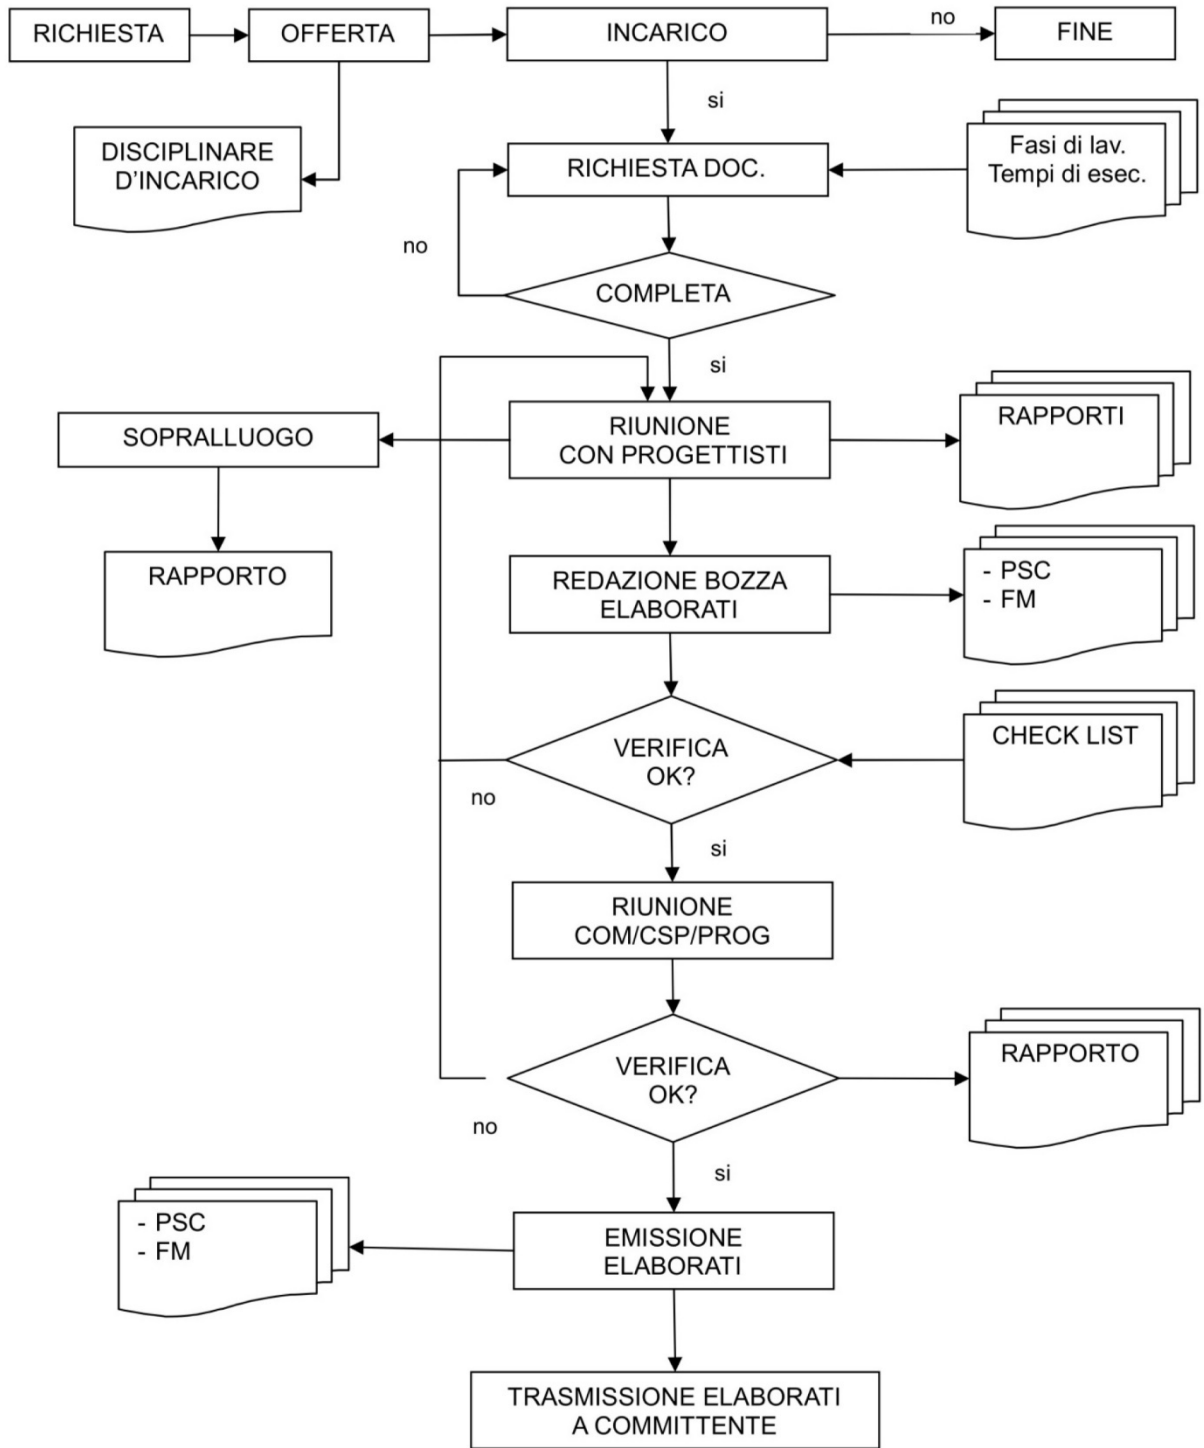 RICHIESTA
OFFERTA
INCARICO
no
FINE
si
DISCIPLINARE
D'INCARICO
RICHIESTA DOC.
Fasi di lav.
Tempi di esec.
no
COMPLETA
si
SOPRALLUOGO
RIUNIONE
CON PROGETTISTI
RAPPORTI
RAPPORTO
REDAZIONE BOZZA
ELABORATI
- PSC
- FM
VERIFICA
OK?
CHECK LIST
no
si
RIUNIONE
COM/CSP/PROG
VERIFICA
OK?
RAPPORTO
no
si
- PSC
- FM
EMISSIONE
ELABORATI
TRASMISSIONE ELABORATI
A COMMITTENTE